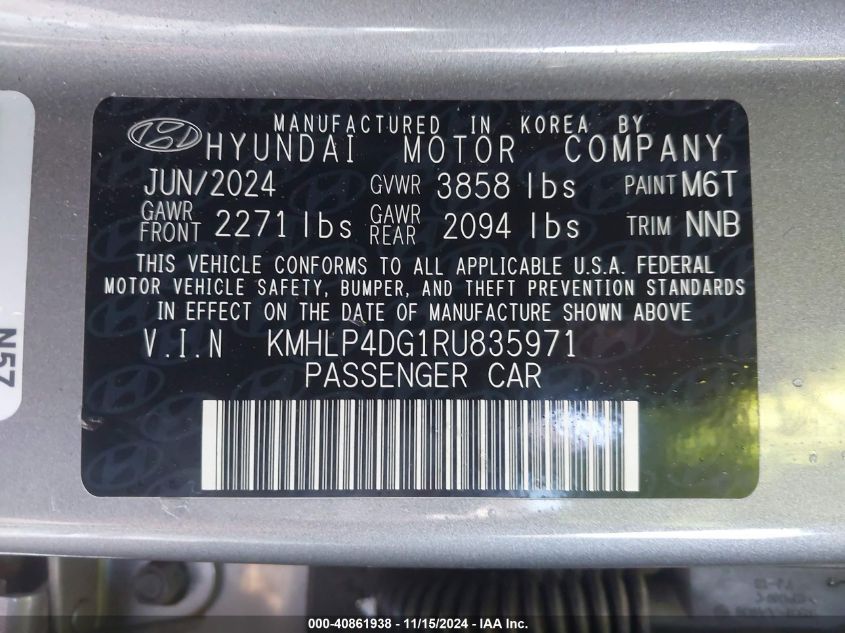 MANUFACTURED IN KOREA BY
HYUNDAI MOTOR COMPANY
JUN/2024 GVWR 3858 lbs PAINT M6T
GAWR FRONT 2271 lbs GAWR REAR 2094 lbs TRIM NNB
THIS VEHICLE CONFORMS TO ALL APPLICABLE U.S.A. FEDERAL
MOTOR VEHICLE SAFETY, BUMPER, AND THEFT PREVENTION STANDARDS
IN EFFECT ON THE DATE OF MANUFACTURE SHOWN ABOVE
V.I.N KMHLP4DG1RU835971
PASSENGER CAR
N57
000-40861938 - 11/15/2024 - IAA Inc.